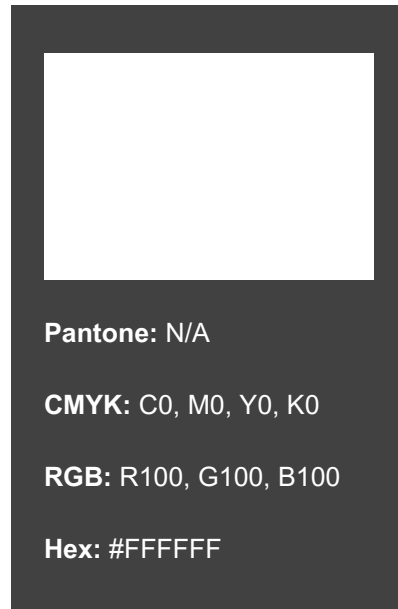 Pantone: N/A
CMYK: C0, M0, Y0, K0
RGB: R100, G100, B100
Hex: #FFFFFF